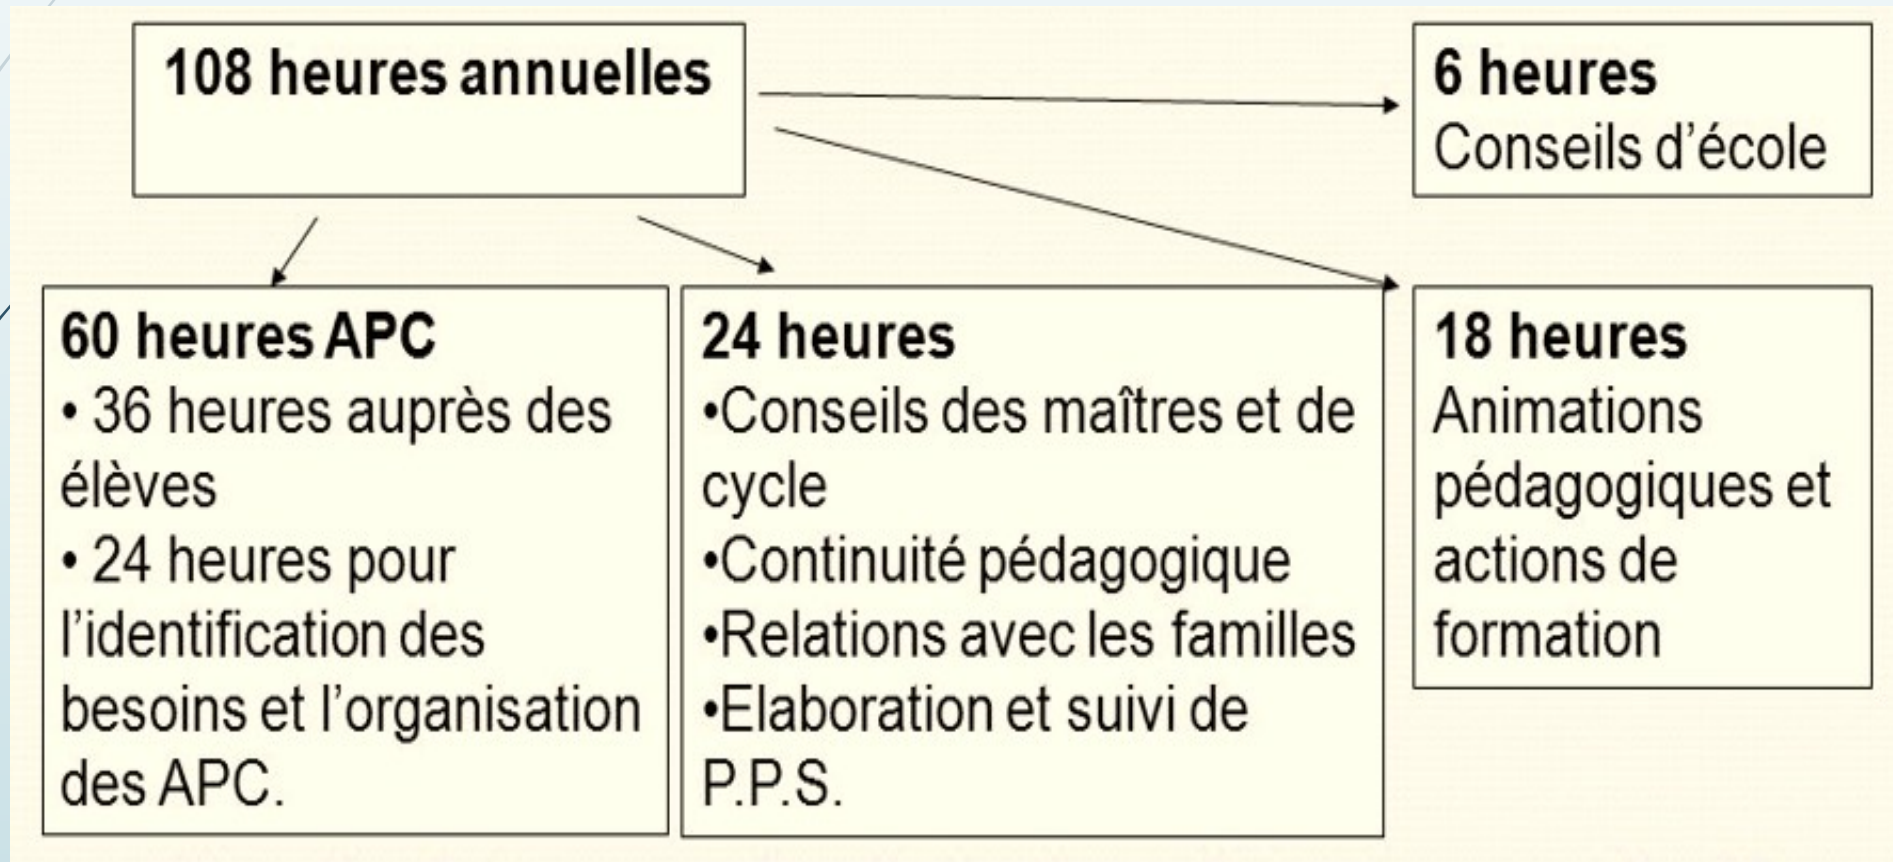 108 heures annuelles
6 heures
Conseils d’école
60 heures APC
• 36 heures auprès des
élèves
• 24 heures pour
l’identification des
besoins et l’organisation
des APC.
24 heures
•Conseils des maîtres et de
cycle
•Continuité pédagogique
•Relations avec les familles
•Elaboration et suivi de
P.P.S.
18 heures
Animations
pédagogiques et
actions de
formation